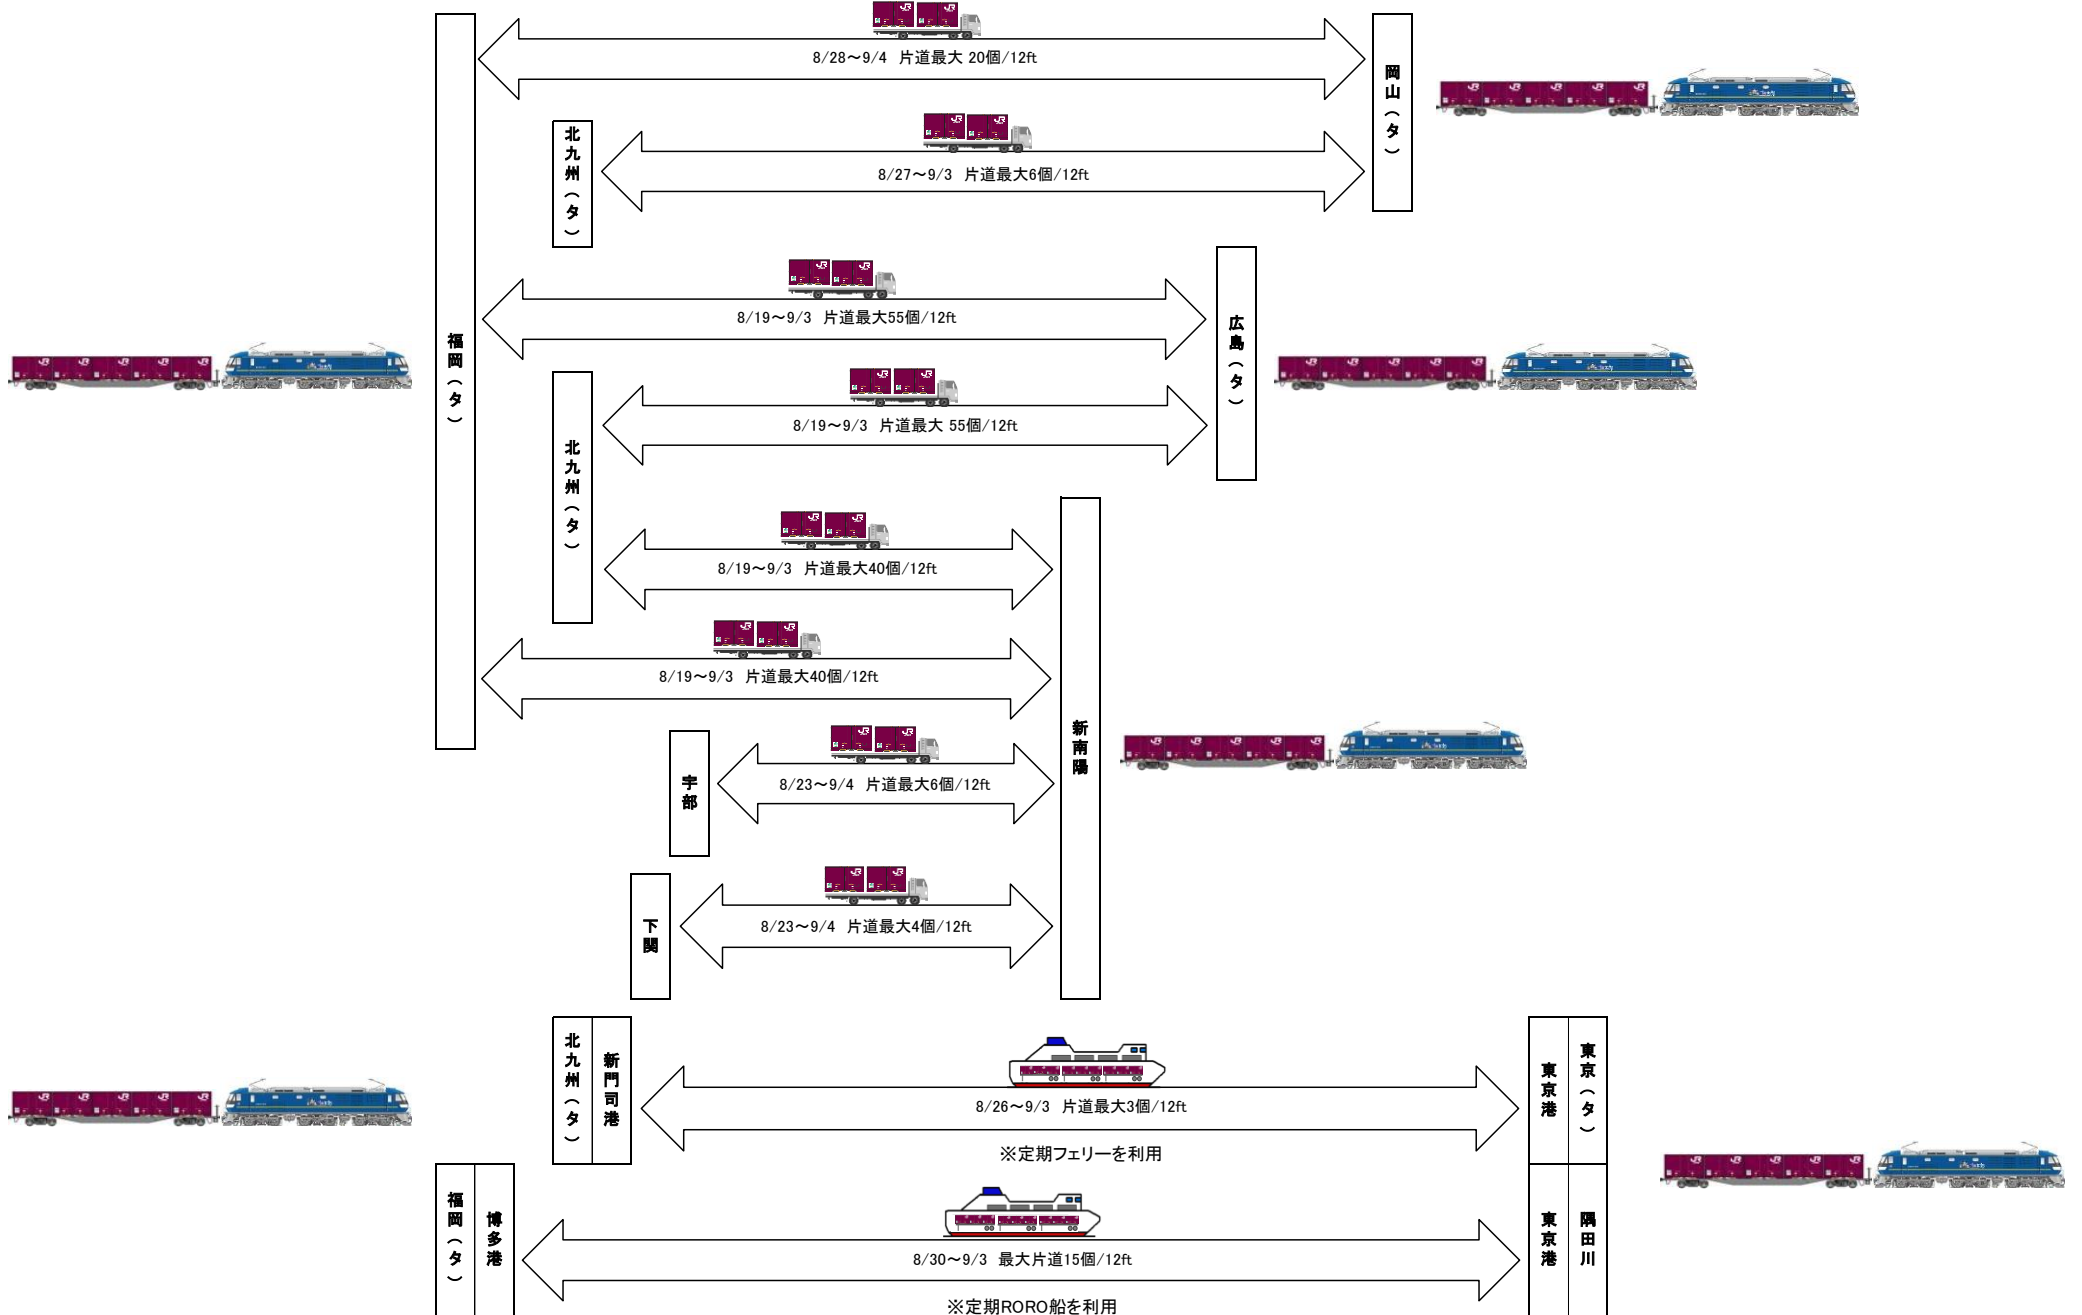 8/28～9/4 片道最大 20個/12ft
岡山（タ）
北九州（タ）
8/27～9/3 片道最大6個/12ft
福岡（タ）
8/19～9/3 片道最大55個/12ft
広島（タ）
北九州（タ）
8/19～9/3 片道最大 55個/12ft
8/19～9/3 片道最大40個/12ft
8/19～9/3 片道最大40個/12ft
新南陽
宇部
8/23～9/4 片道最大6個/12ft
下関
8/23～9/4 片道最大4個/12ft
北九州（タ）
新門司港
8/26～9/3 片道最大3個/12ft
※定期フェリーを利用
東京港
東京（タ）
福岡（タ）
博多港
8/30～9/3 最大片道15個/12ft
※定期RORO船を利用
東京港
隅田川